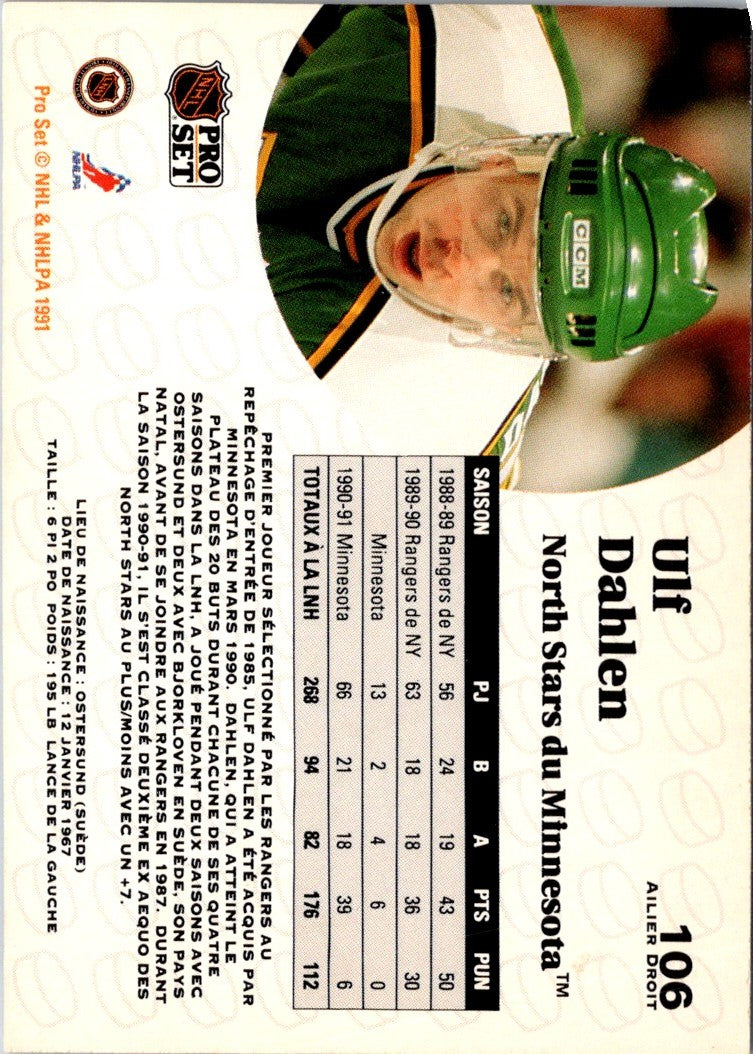 106
AILIER DROIT
Ulf
Dahlen
North Stars du Minnesota™
CCM
SAISON PJ B A PTS PUN
1988-89 Rangers de NY 56 24 19 43 50
1989-90 Rangers de NY 63 18 18 36 30
Minnesota 13 2 4 6 0
1990-91 Minnesota 66 21 18 39 6
TOTAUX À LA LNH 268 94 82 176 112
PREMIER JOUEUR SÉLECTIONNÉ PAR LES RANGERS AU
REPÊCHAGE D'ENTRÉE DE 1985, ULF DAHLEN A ÉTÉ ACQUIS PAR
MINNESOTA EN MARS 1990. DAHLEN, QUI A ATTEINT LE
PLATEAU DES 20 BUTS DURANT CHACUNE DE SES QUATRE
SAISONS DANS LA LNH, A JOUÉ PENDANT DEUX SAISONS AVEC
OSTERSUND ET DEUX AVEC BJORKLOVEN EN SUÈDE, SON PAYS
NATAL, AVANT DE SE JOINDRE AUX RANGERS EN 1987. DURANT
LA SAISON 1990-91, IL S'EST CLASSÉ DEUXIÈME EX AEQUO DES
NORTH STARS AU PLUS/MOINS AVEC UN +7.
LIEU DE NAISSANCE : OSTERSUND (SUÈDE)
DATE DE NAISSANCE : 12 JANVIER 1967
TAILLE : 6 PI 2 PO POIDS : 195 LB LANCE DE LA GAUCHE
NHL PRO
SET®
NHLPA
Pro Set © NHL & NHLPA 1991